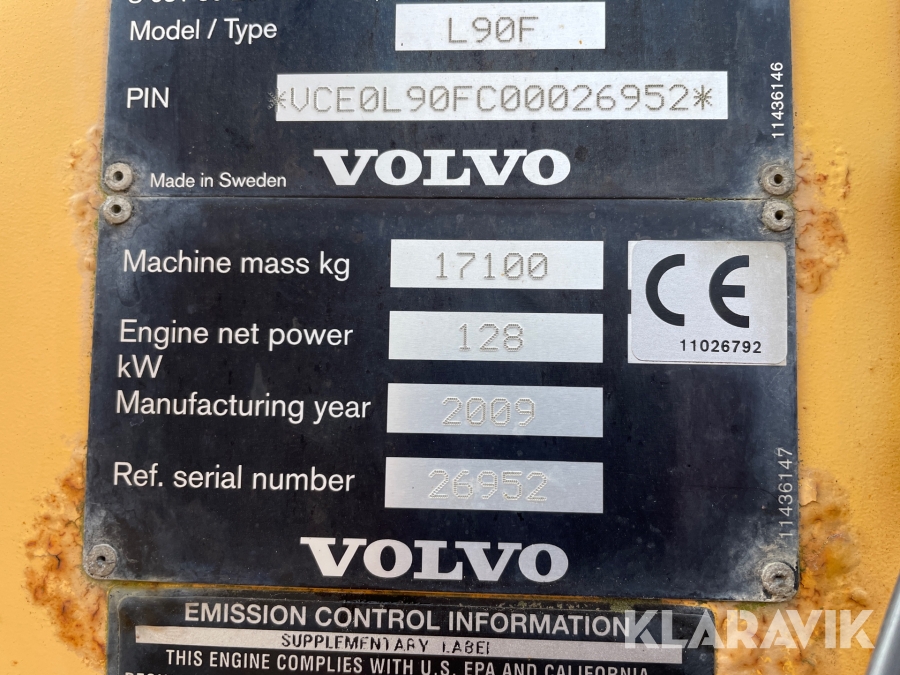 Model / Type L90F
PIN *VCE0L90FC00026952*
11436146
Made in Sweden VOLVO
Machine mass kg 17100
CE
11026792
Engine net power 128
kW
Manufacturing year 2009
Ref. serial number 26952
11436147
VOLVO
EMISSION CONTROL INFORMATION
SUPPLEMENTARY LABEL
THIS ENGINE COMPLIES WITH U.S. EPA AND CALIFORNIA
KLARAVIK